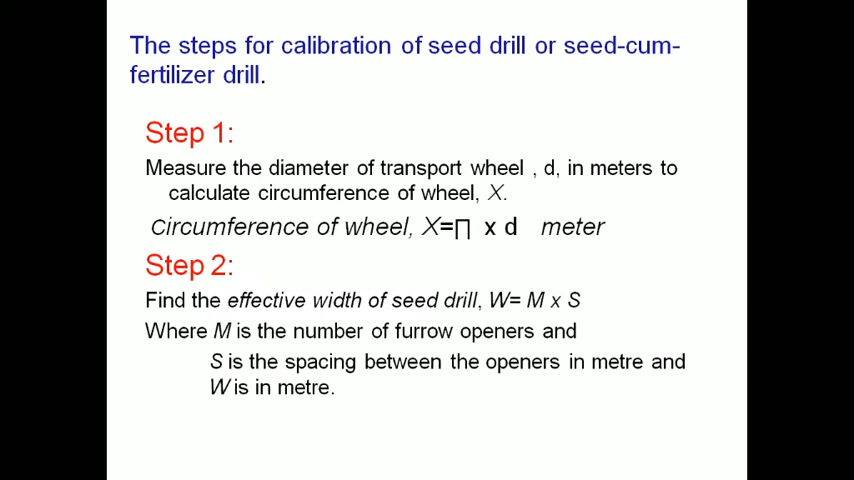 The steps for calibration of seed drill or seed-cum-
fertilizer drill.
Step 1:
Measure the diameter of transport wheel , d, in meters to
calculate circumference of wheel, X.
Circumference of wheel, X=∏ x d meter
Step 2:
Find the effective width of seed drill, W= M x S
Where M is the number of furrow openers and
S is the spacing between the openers in metre and
W is in metre.